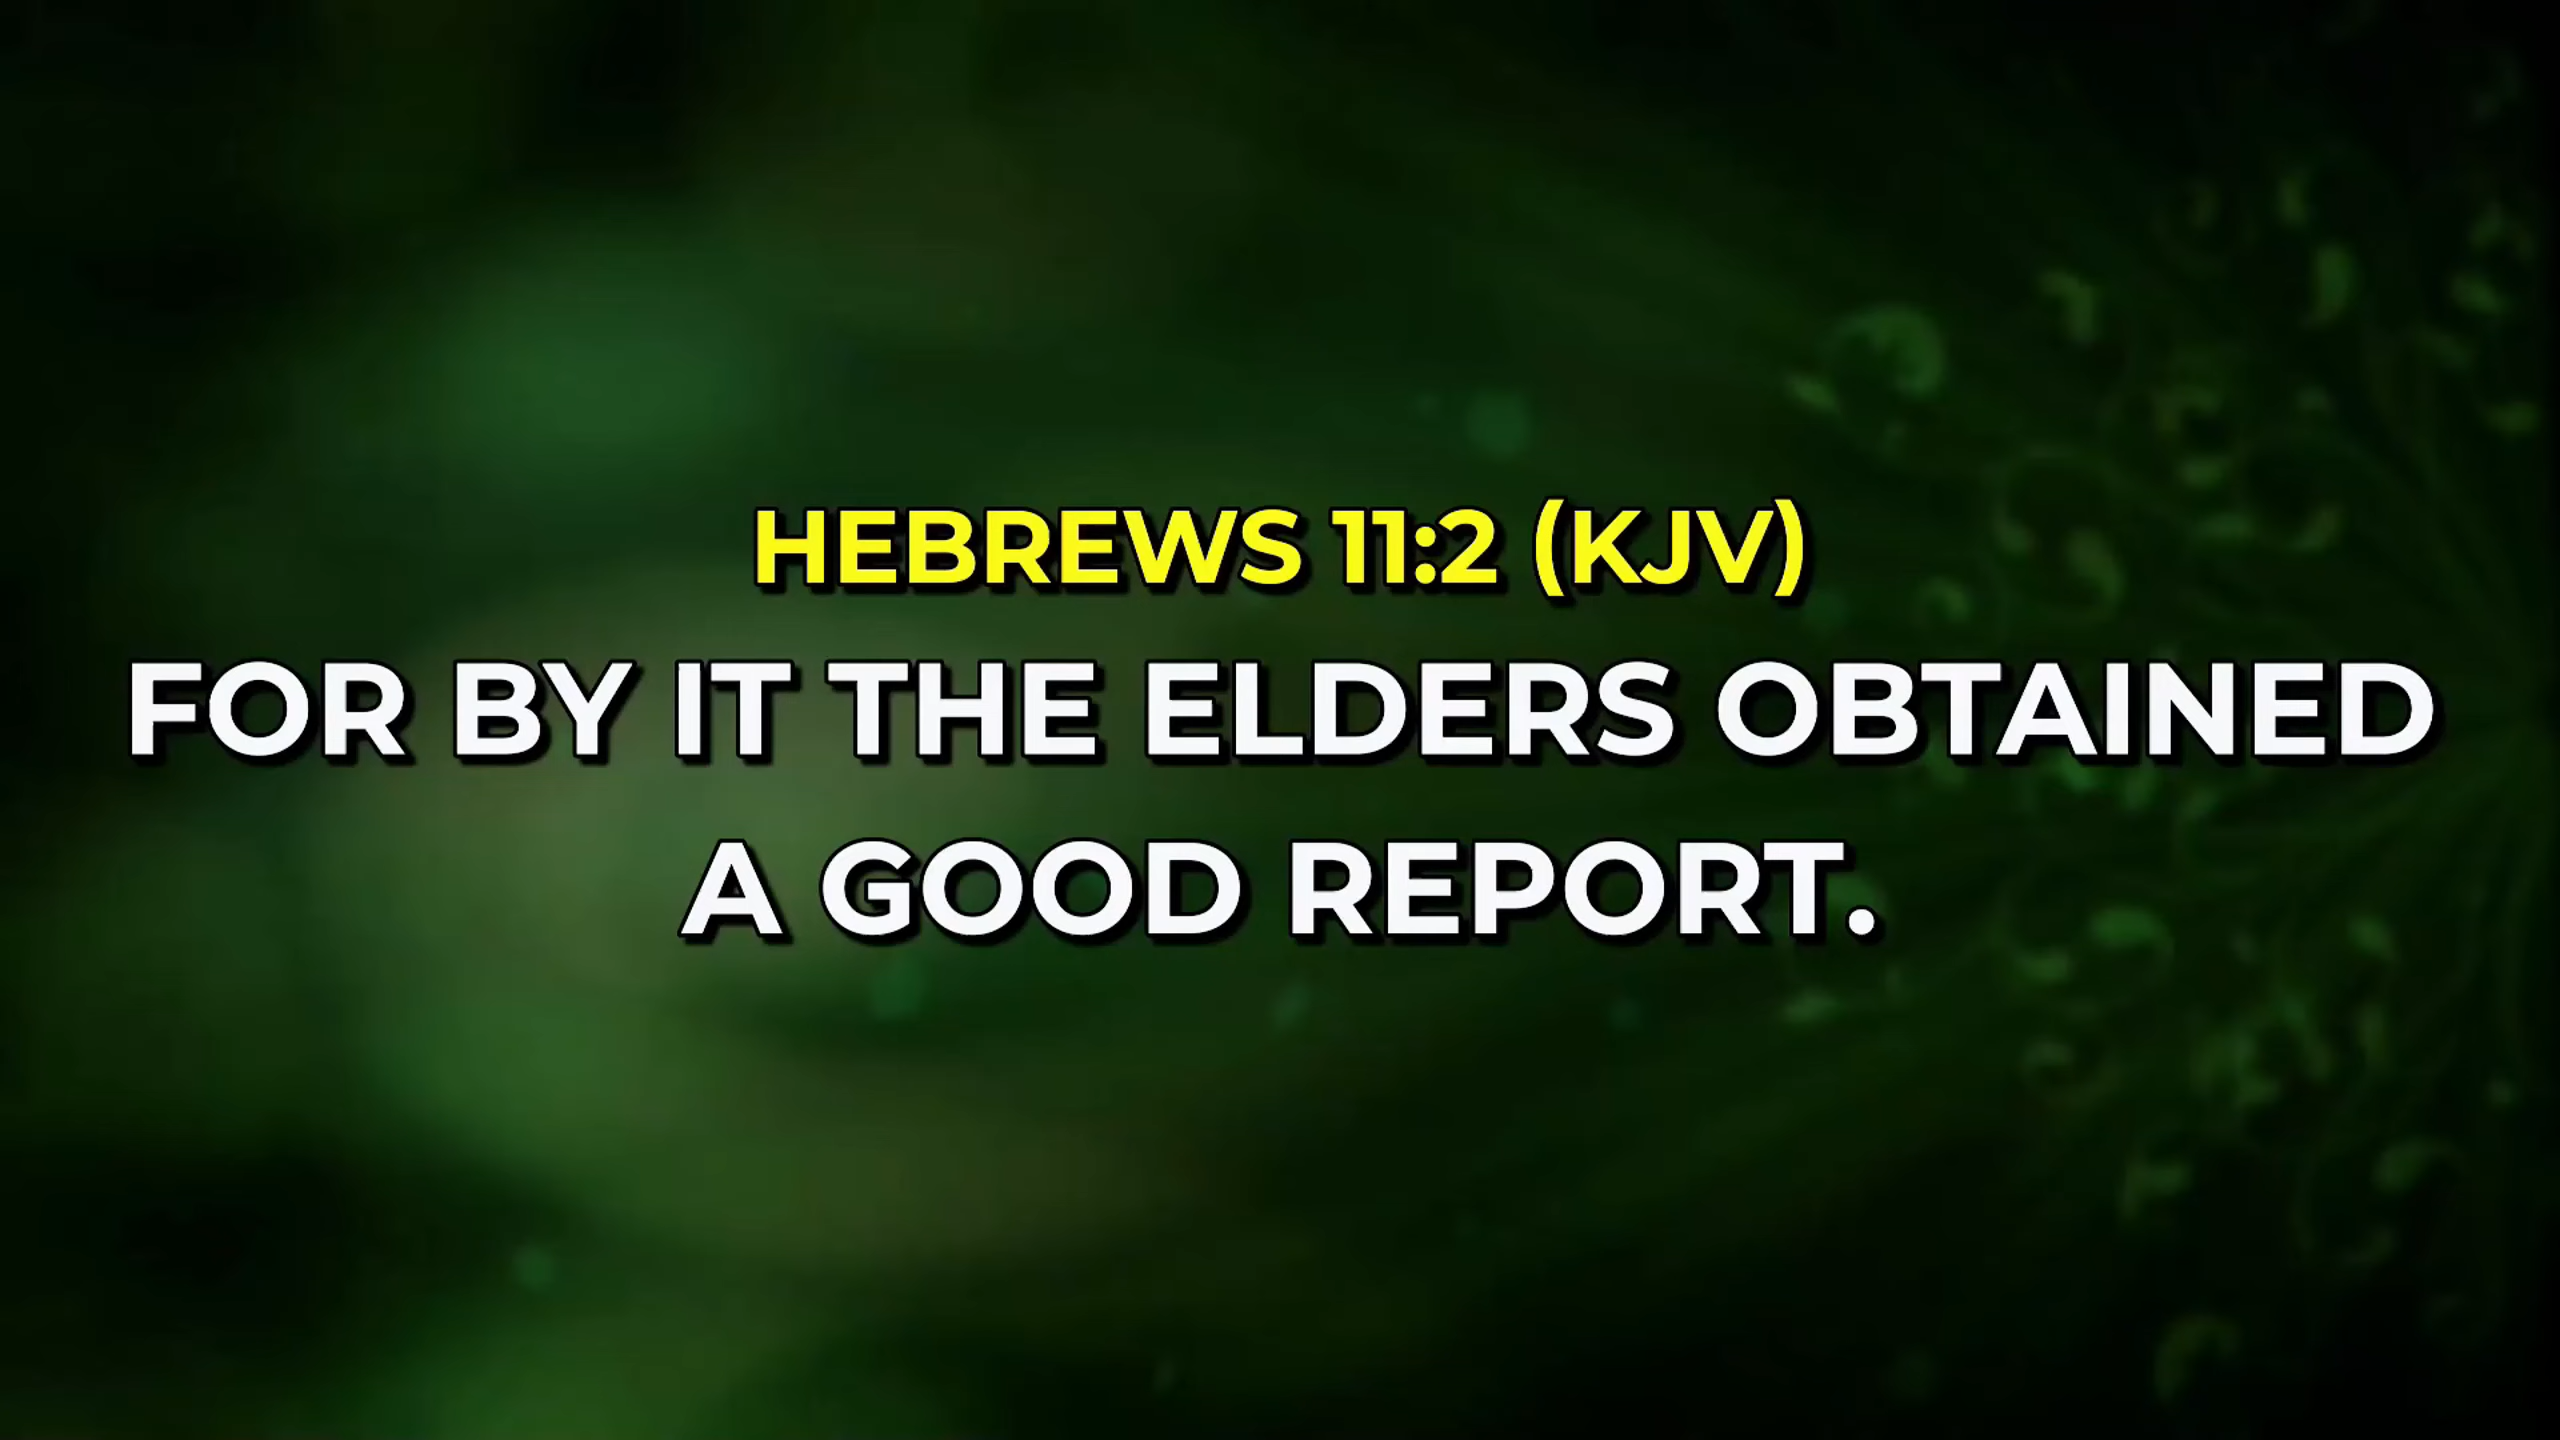 HEBREWS 11:2 (KJV)
FOR BY IT THE ELDERS OBTAINED
A GOOD REPORT.